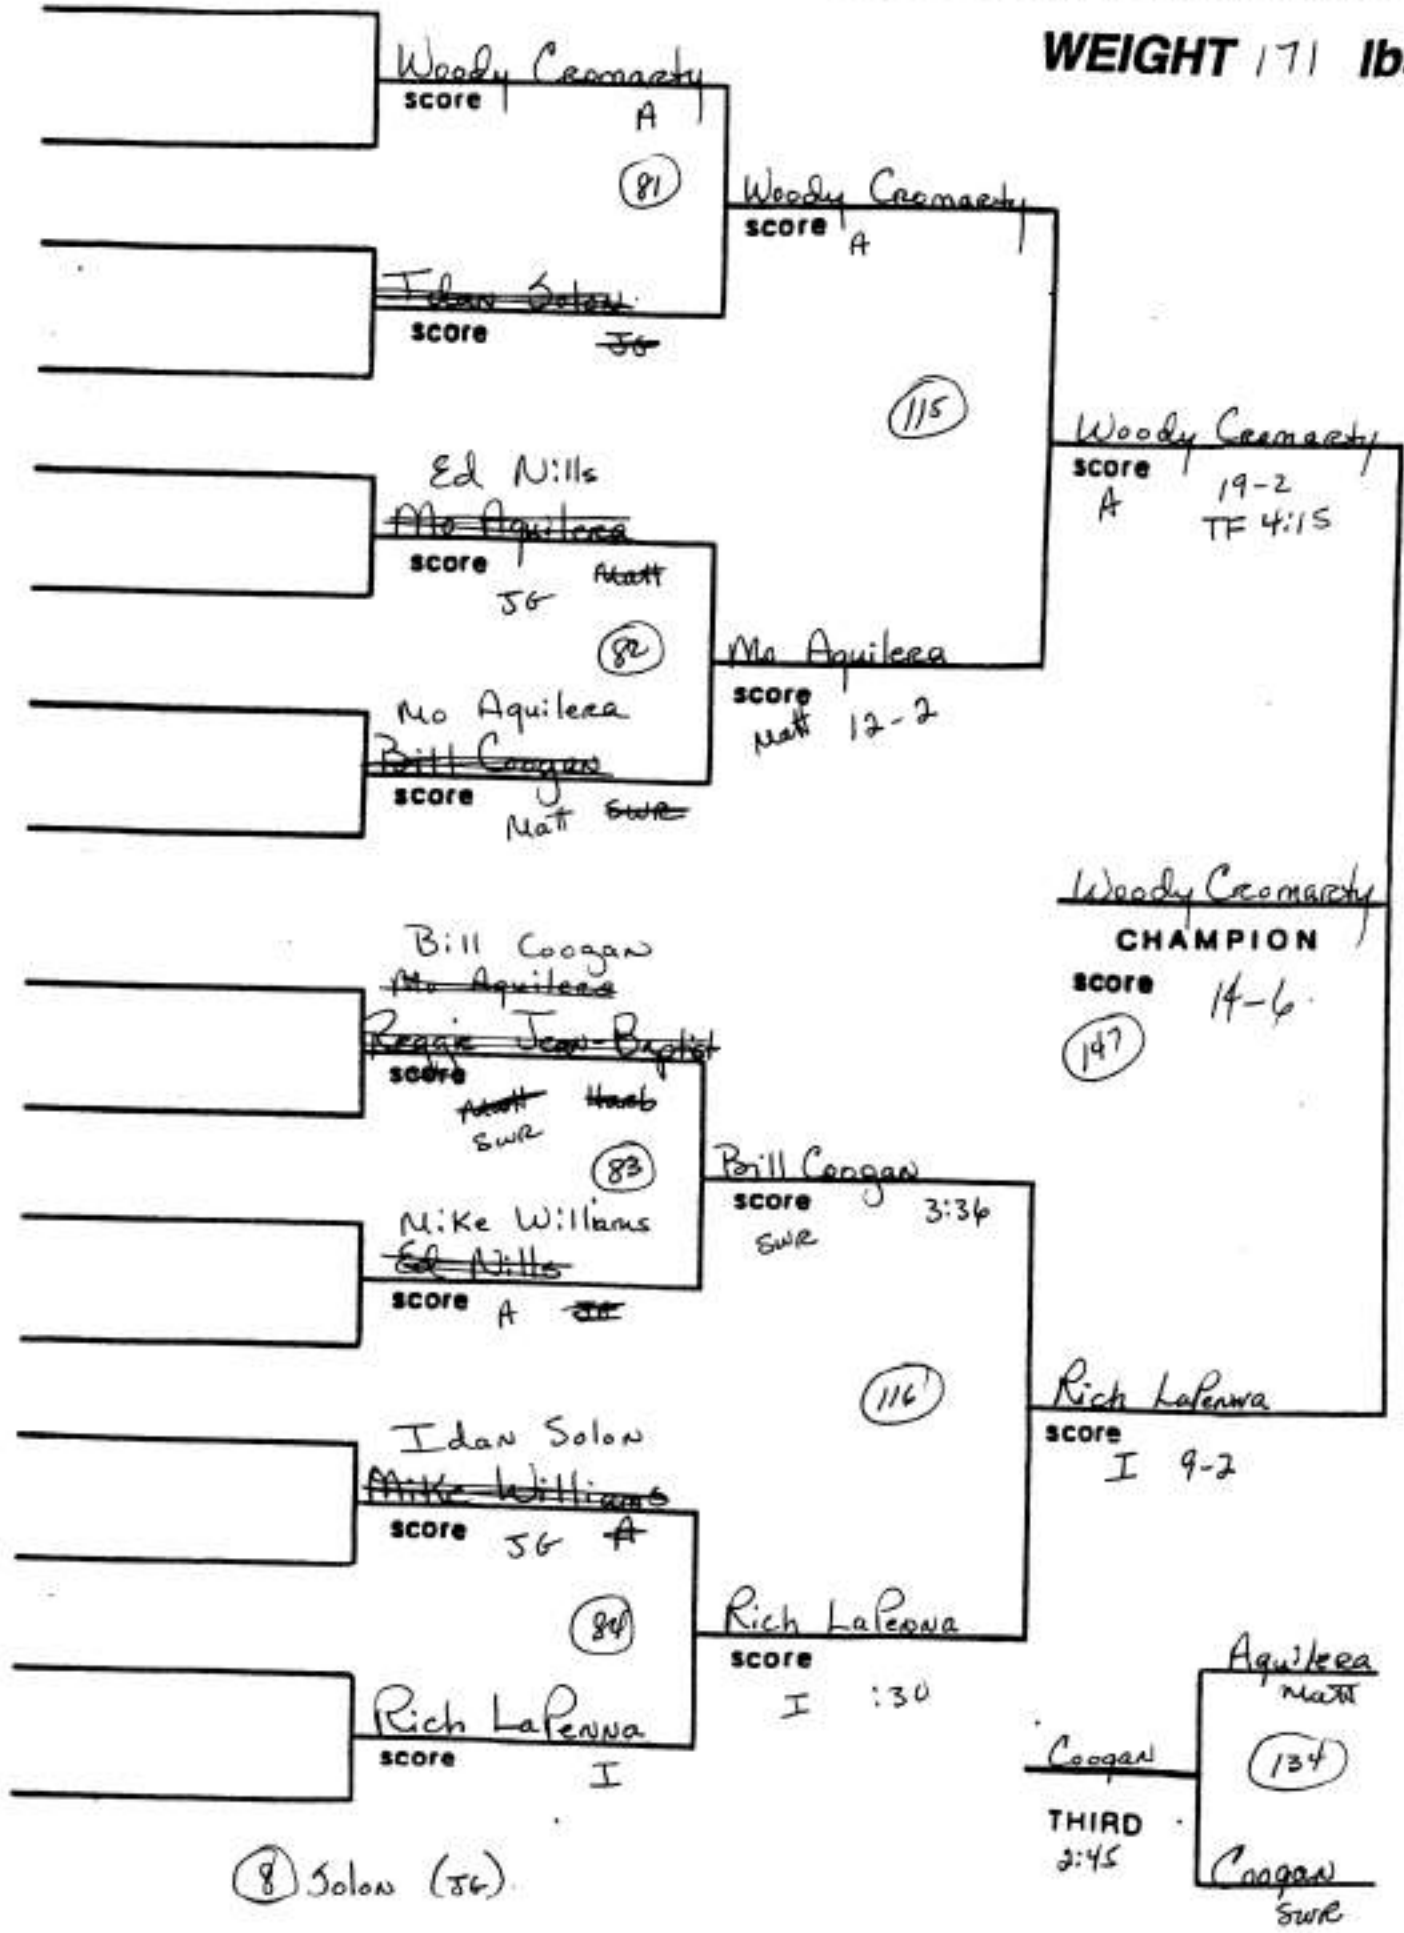 WEIGHT 171 lb
Woody Cromarty
score
A
81
Woody Cromarty
score
A
Idan Solon
score
JG
115
Woody Cromarty
score
A
19-2
TF 4:15
Ed Nills
Mo Aquilera
score
Matt
JG
82
Mo Aquilera
score
Matt 12-2
Mo Aquilera
Bill Coogan
score
Matt SWR
Woody Cromarty
CHAMPION
score
14-6
147
Bill Coogan
Mo Aquilera
Reggie Jean-Baptist
score
Matt Harb
SWR
83
Bill Coogan
score
3:36
SWR
Mike Williams
Ed Nills
score
A JG
116
Rich LaPenna
score
I 9-2
Idan Solon
Mike Williams
score
JG A
84
Rich LaPenna
score
I :30
Rich LaPenna
score
I
Aquilera
Matt
Coogan
134
THIRD
2:45
Coogan
SWR
8 Solon (JG)